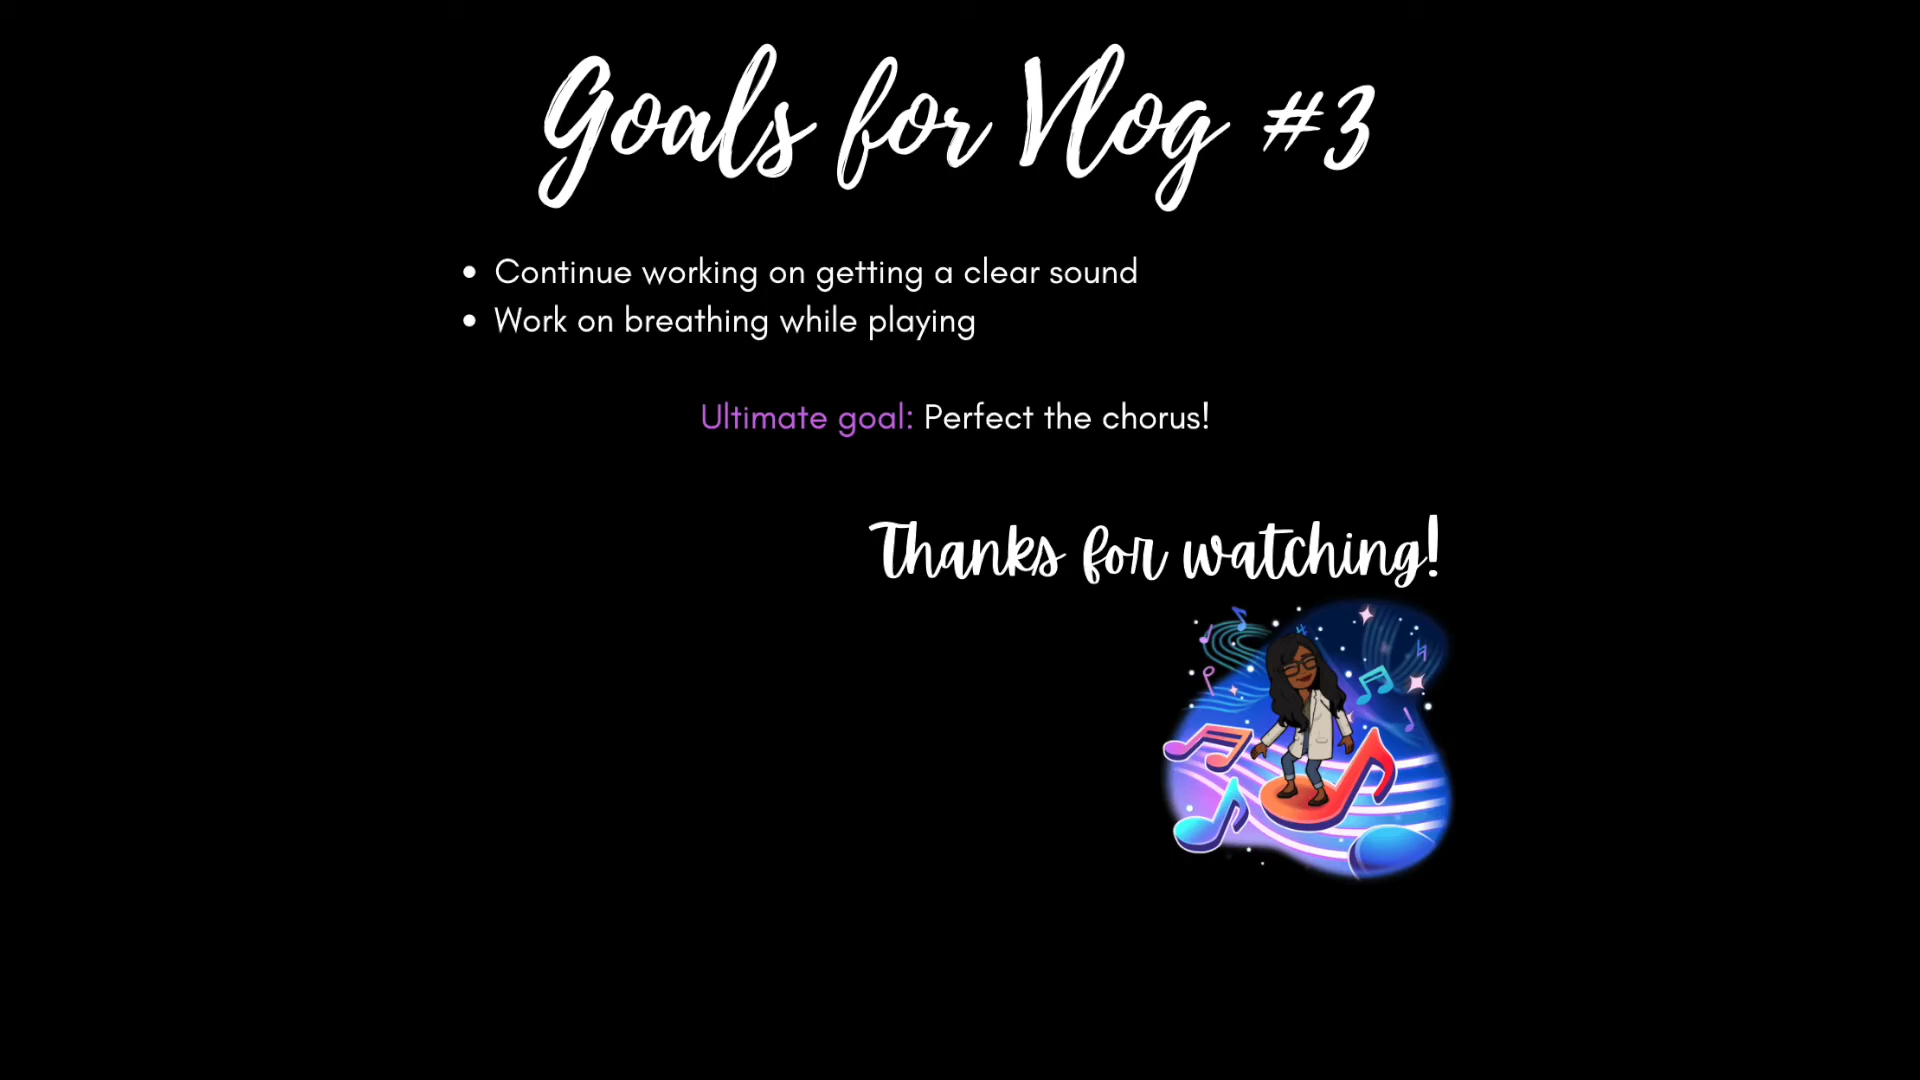 Goals for Vlog #3
• Continue working on getting a clear sound
• Work on breathing while playing
Ultimate goal: Perfect the chorus!
Thanks for watching!